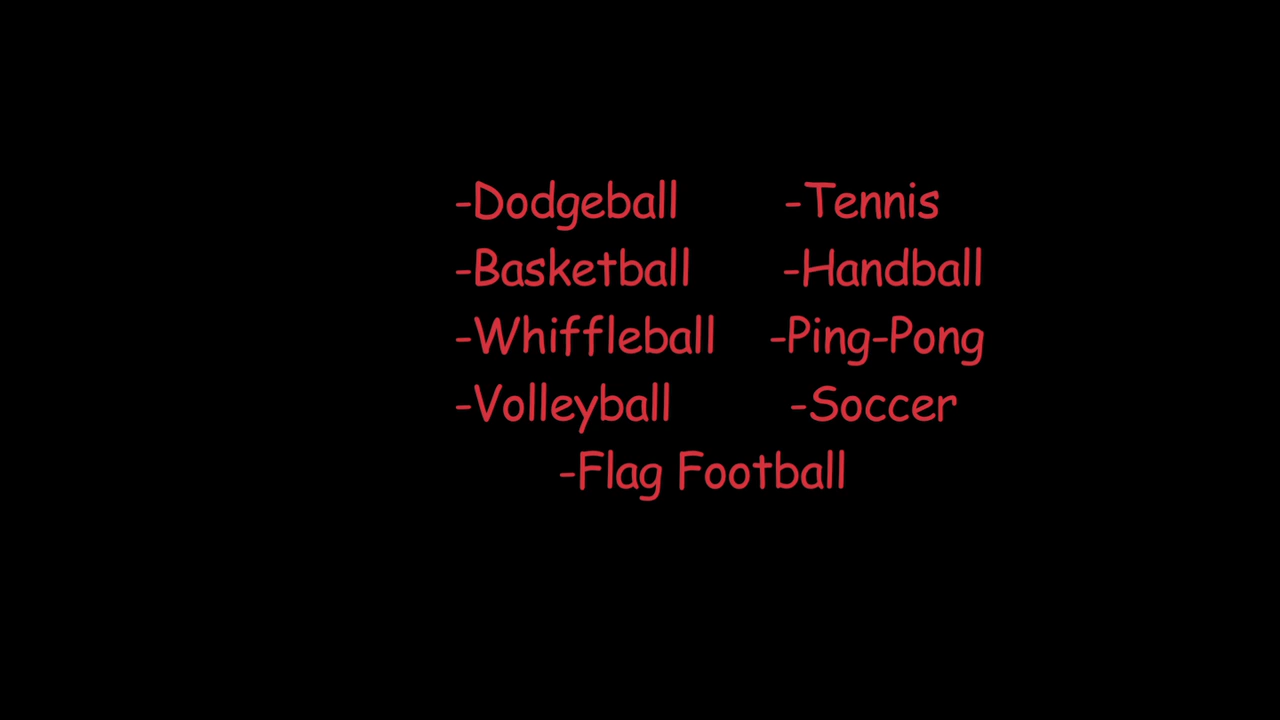 -Dodgeball -Tennis
-Basketball -Handball
-Whiffleball -Ping-Pong
-Volleyball -Soccer
-Flag Football